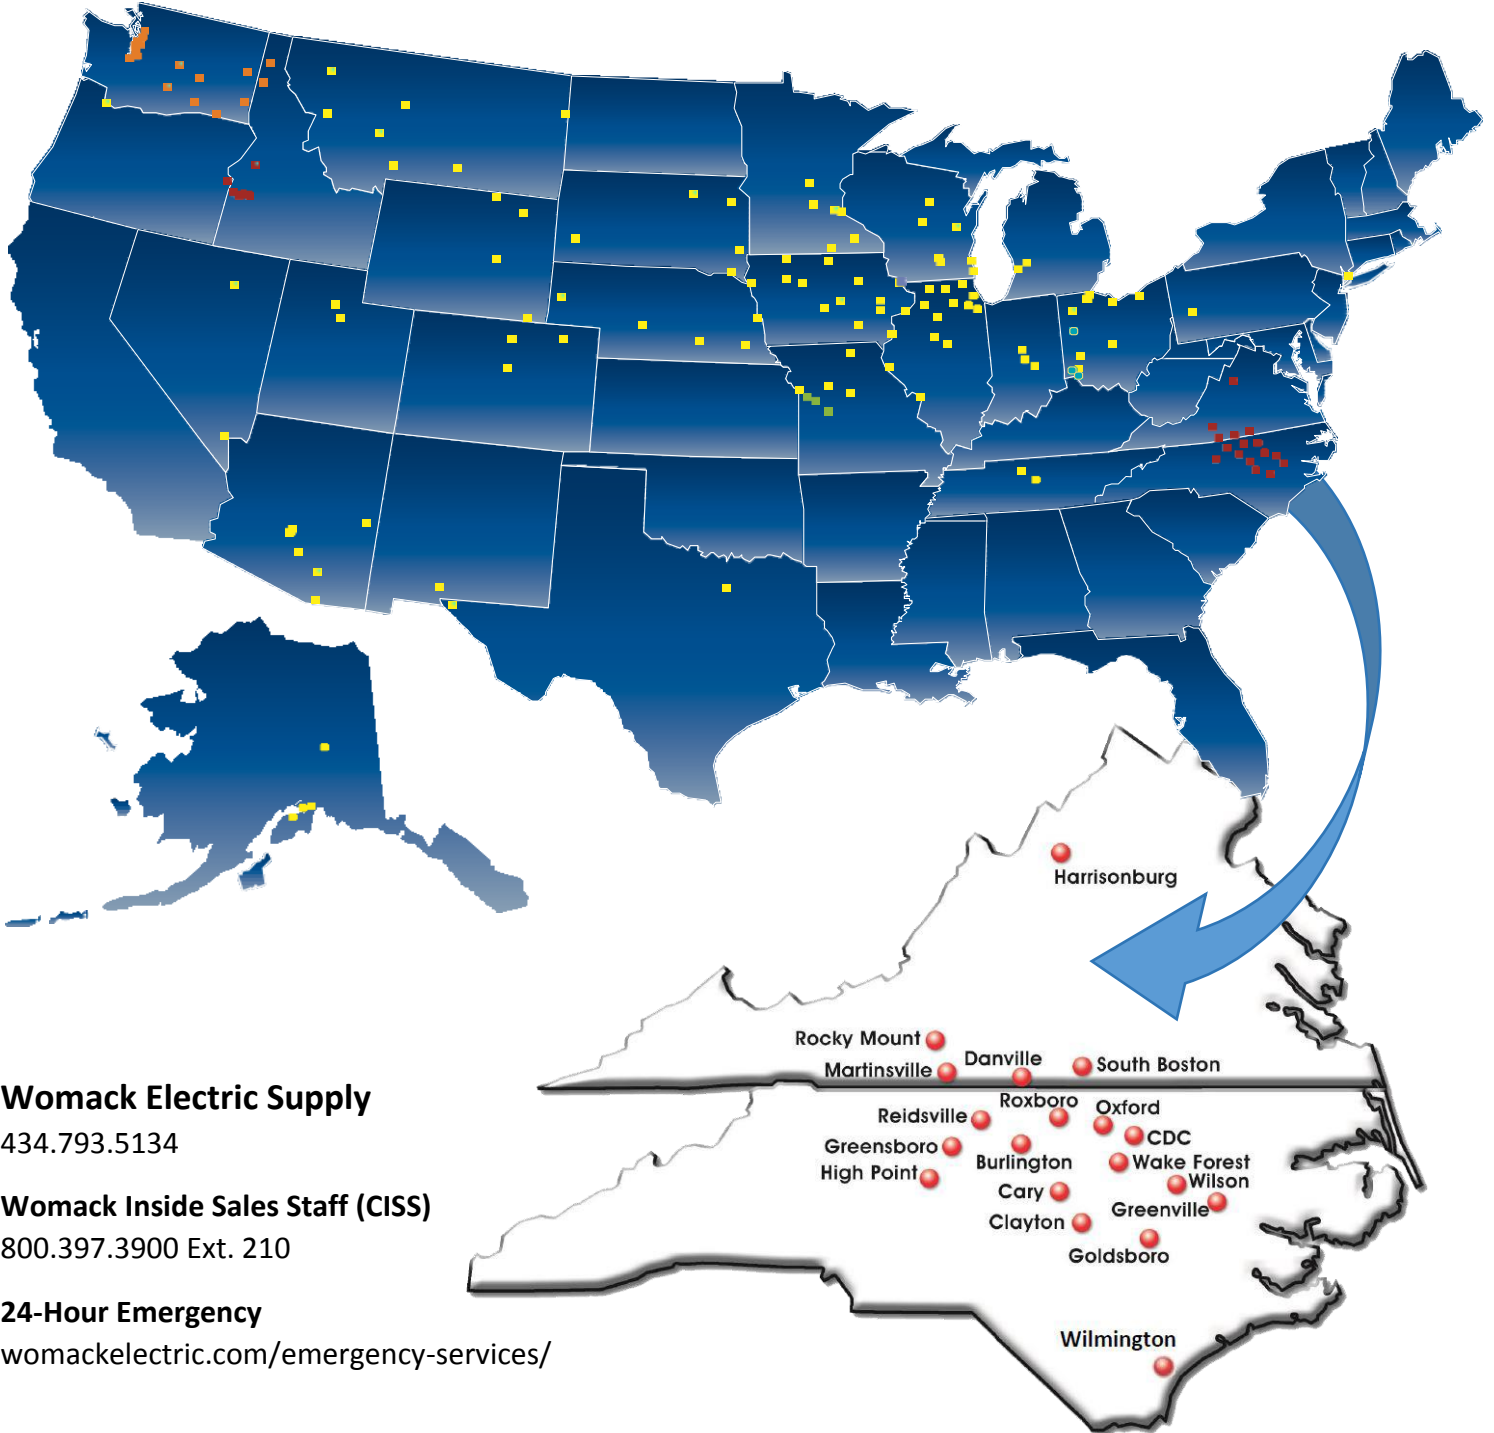 Harrisonburg
Rocky Mount
Martinsville
Danville
South Boston
Reidsville
Roxboro
Oxford
CDC
Greensboro
Burlington
Wake Forest
High Point
Wilson
Cary
Greenville
Clayton
Goldsboro
Wilmington
Womack Electric Supply
434.793.5134
Womack Inside Sales Staff (CISS)
800.397.3900 Ext. 210
24-Hour Emergency
womackelectric.com/emergency-services/